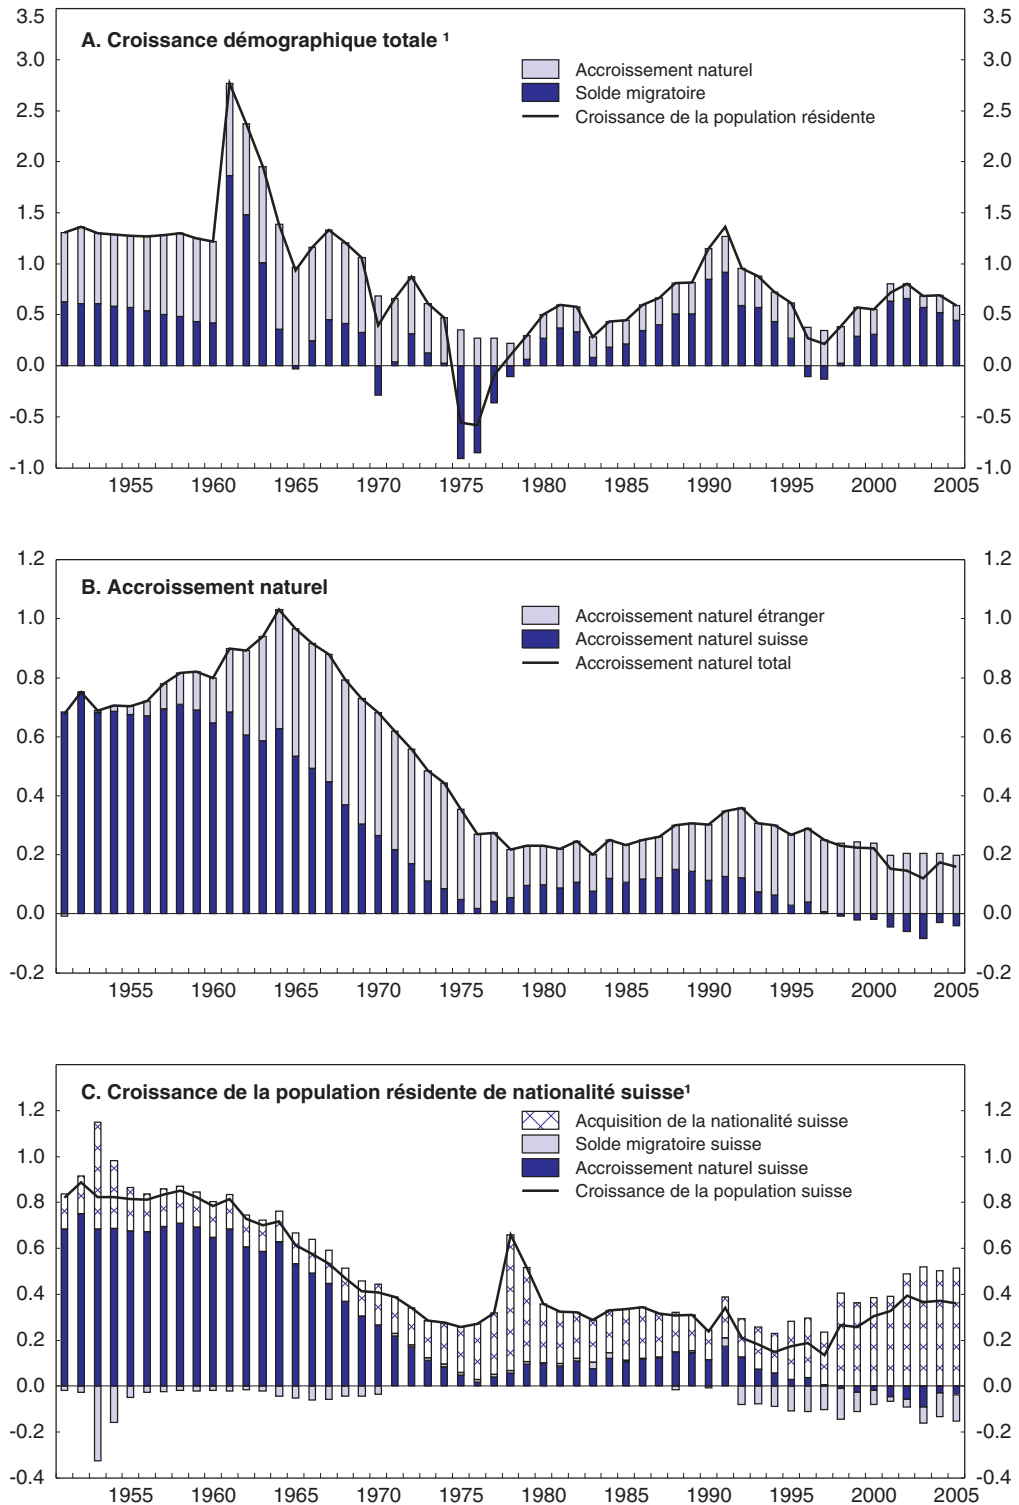 A. Croissance démographique totale ¹
Accroissement naturel
Solde migratoire
Croissance de la population résidente
3.5 3.5
3.0 3.0
2.5 2.5
2.0 2.0
1.5 1.5
1.0 1.0
0.5 0.5
0.0 0.0
-0.5 -0.5
-1.0 -1.0
1955 1960 1965 1970 1975 1980 1985 1990 1995 2000 2005
B. Accroissement naturel
Accroissement naturel étranger
Accroissement naturel suisse
Accroissement naturel total
1.2 1.2
1.0 1.0
0.8 0.8
0.6 0.6
0.4 0.4
0.2 0.2
0.0 0.0
-0.2 -0.2
1955 1960 1965 1970 1975 1980 1985 1990 1995 2000 2005
C. Croissance de la population résidente de nationalité suisse¹
Acquisition de la nationalité suisse
Solde migratoire suisse
Accroissement naturel suisse
Croissance de la population suisse
1.2 1.2
1.0 1.0
0.8 0.8
0.6 0.6
0.4 0.4
0.2 0.2
0.0 0.0
-0.2 -0.2
-0.4 -0.4
1955 1960 1965 1970 1975 1980 1985 1990 1995 2000 2005